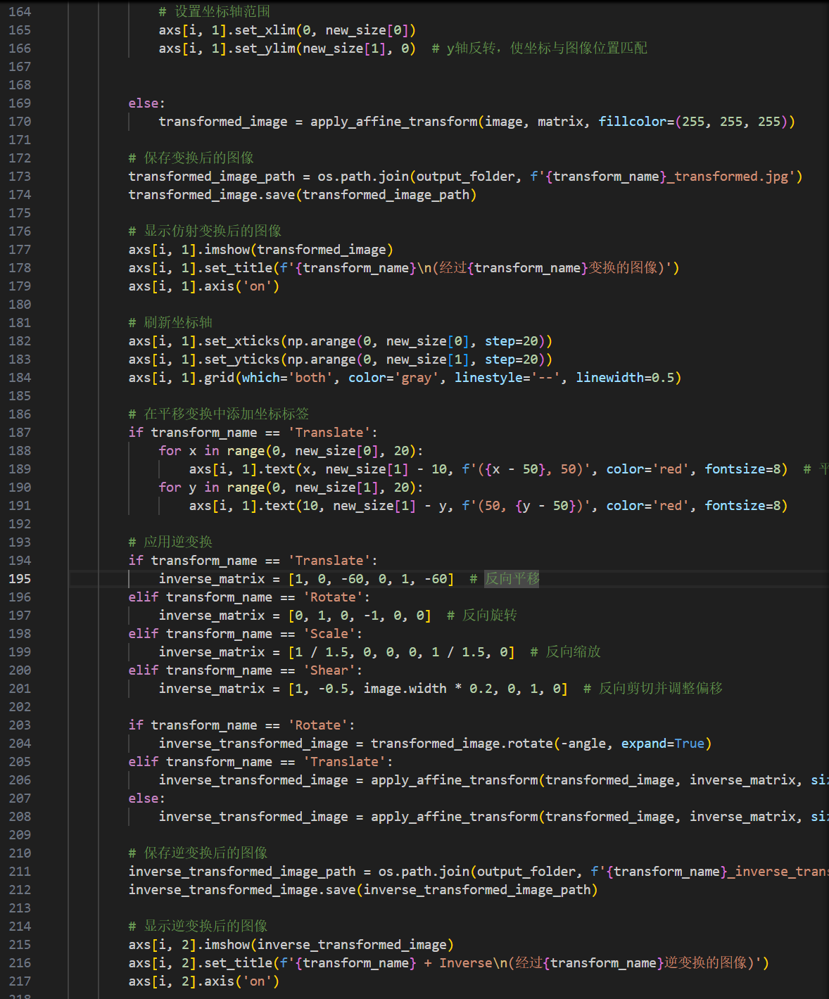 164 # 设置坐标轴范围
165 axs[i, 1].set_xlim(0, new_size[0])
166 axs[i, 1].set_ylim(new_size[1], 0)  # y轴反转，使坐标与图像位置匹配
167
168
169 else:
170 transformed_image = apply_affine_transform(image, matrix, fillcolor=(255, 255, 255))
171
172 # 保存变换后的图像
173 transformed_image_path = os.path.join(output_folder, f'{transform_name}_transformed.jpg')
174 transformed_image.save(transformed_image_path)
175
176 # 显示仿射变换后的图像
177 axs[i, 1].imshow(transformed_image)
178 axs[i, 1].set_title(f'{transform_name}\n(经过{transform_name}变换的图像)')
179 axs[i, 1].axis('on')
180
181 # 刷新坐标轴
182 axs[i, 1].set_xticks(np.arange(0, new_size[0], step=20))
183 axs[i, 1].set_yticks(np.arange(0, new_size[1], step=20))
184 axs[i, 1].grid(which='both', color='gray', linestyle='--', linewidth=0.5)
185
186 # 在平移变换中添加坐标标签
187 if transform_name == 'Translate':
188 for x in range(0, new_size[0], 20):
189 axs[i, 1].text(x, new_size[1] - 10, f'({x - 50}, 50)', color='red', fontsize=8)  # 平
190 for y in range(0, new_size[1], 20):
191 axs[i, 1].text(10, new_size[1] - y, f'(50, {y - 50})', color='red', fontsize=8)
192
193 # 应用逆变换
194 if transform_name == 'Translate':
195 inverse_matrix = [1, 0, -60, 0, 1, -60]  # 反向平移
196 elif transform_name == 'Rotate':
197 inverse_matrix = [0, 1, 0, -1, 0, 0]  # 反向旋转
198 elif transform_name == 'Scale':
199 inverse_matrix = [1 / 1.5, 0, 0, 0, 1 / 1.5, 0]  # 反向缩放
200 elif transform_name == 'Shear':
201 inverse_matrix = [1, -0.5, image.width * 0.2, 0, 1, 0]  # 反向剪切并调整偏移
202
203 if transform_name == 'Rotate':
204 inverse_transformed_image = transformed_image.rotate(-angle, expand=True)
205 elif transform_name == 'Translate':
206 inverse_transformed_image = apply_affine_transform(transformed_image, inverse_matrix, si
207 else:
208 inverse_transformed_image = apply_affine_transform(transformed_image, inverse_matrix, si
209
210 # 保存逆变换后的图像
211 inverse_transformed_image_path = os.path.join(output_folder, f'{transform_name}_inverse_trans
212 inverse_transformed_image.save(inverse_transformed_image_path)
213
214 # 显示逆变换后的图像
215 axs[i, 2].imshow(inverse_transformed_image)
216 axs[i, 2].set_title(f'{transform_name} + Inverse\n(经过{transform_name}逆变换的图像)')
217 axs[i, 2].axis('on')